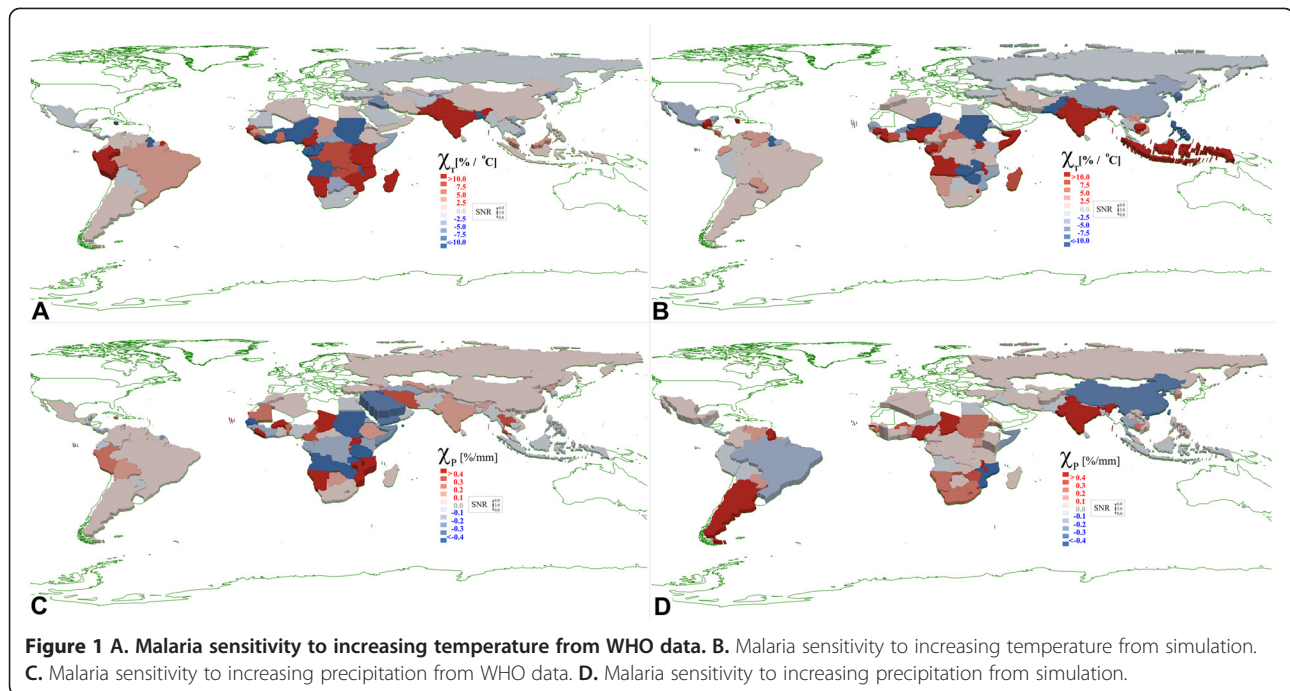 χT [% / °C]
>10.0
7.5
5.0
2.5
0.0
-2.5
-5.0
-7.5
<-10.0
SNR
A
χT [% / °C]
>10.0
7.5
5.0
2.5
0.0
-2.5
-5.0
-7.5
<-10.0
SNR
B
χP [%/mm]
> 0.4
0.3
0.2
0.1
0.0
-0.1
-0.2
-0.3
<-0.4
SNR
C
χP [%/mm]
> 0.4
0.3
0.2
0.1
0.0
-0.1
-0.2
-0.3
<-0.4
SNR
D
Figure 1 A. Malaria sensitivity to increasing temperature from WHO data. B. Malaria sensitivity to increasing temperature from simulation.
C. Malaria sensitivity to increasing precipitation from WHO data. D. Malaria sensitivity to increasing precipitation from simulation.